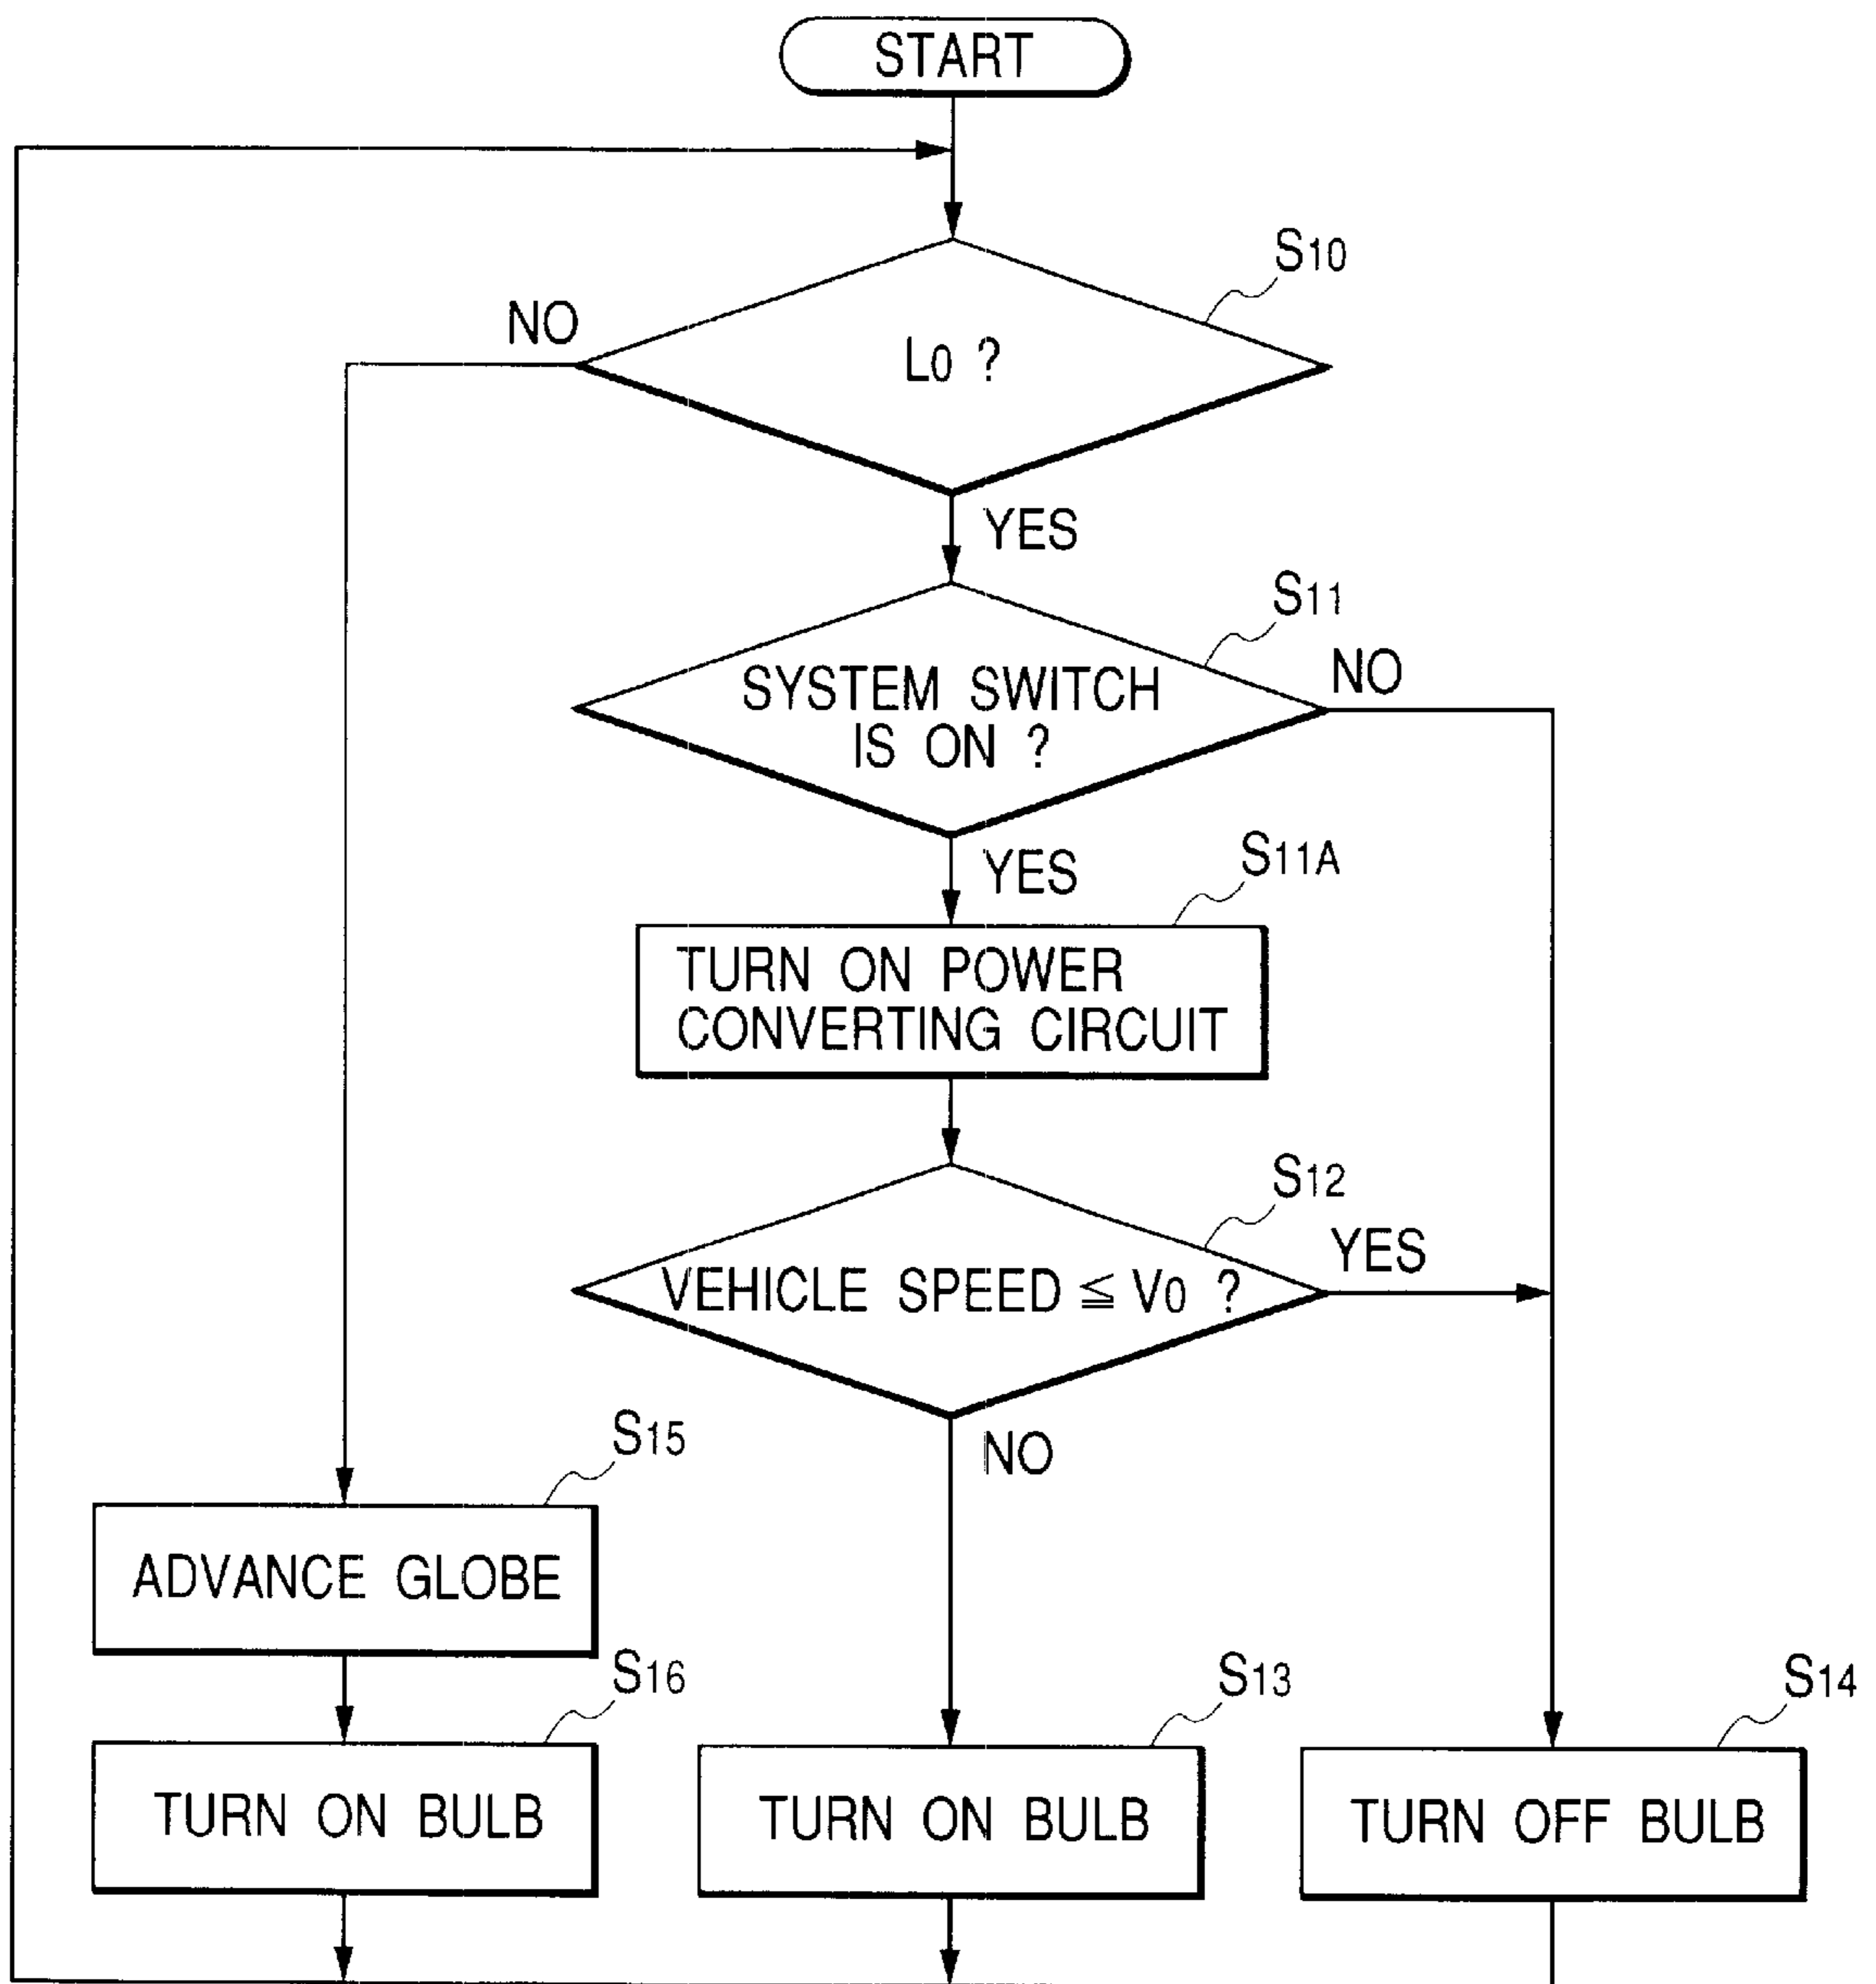 START
S10
NO
L0 ?
YES
S11
SYSTEM SWITCH
IS ON ?
NO
YES
S11A
TURN ON POWER
CONVERTING CIRCUIT
S12
VEHICLE SPEED ≦ V0 ?
YES
NO
S15
ADVANCE GLOBE
S16
TURN ON BULB
S13
TURN ON BULB
S14
TURN OFF BULB